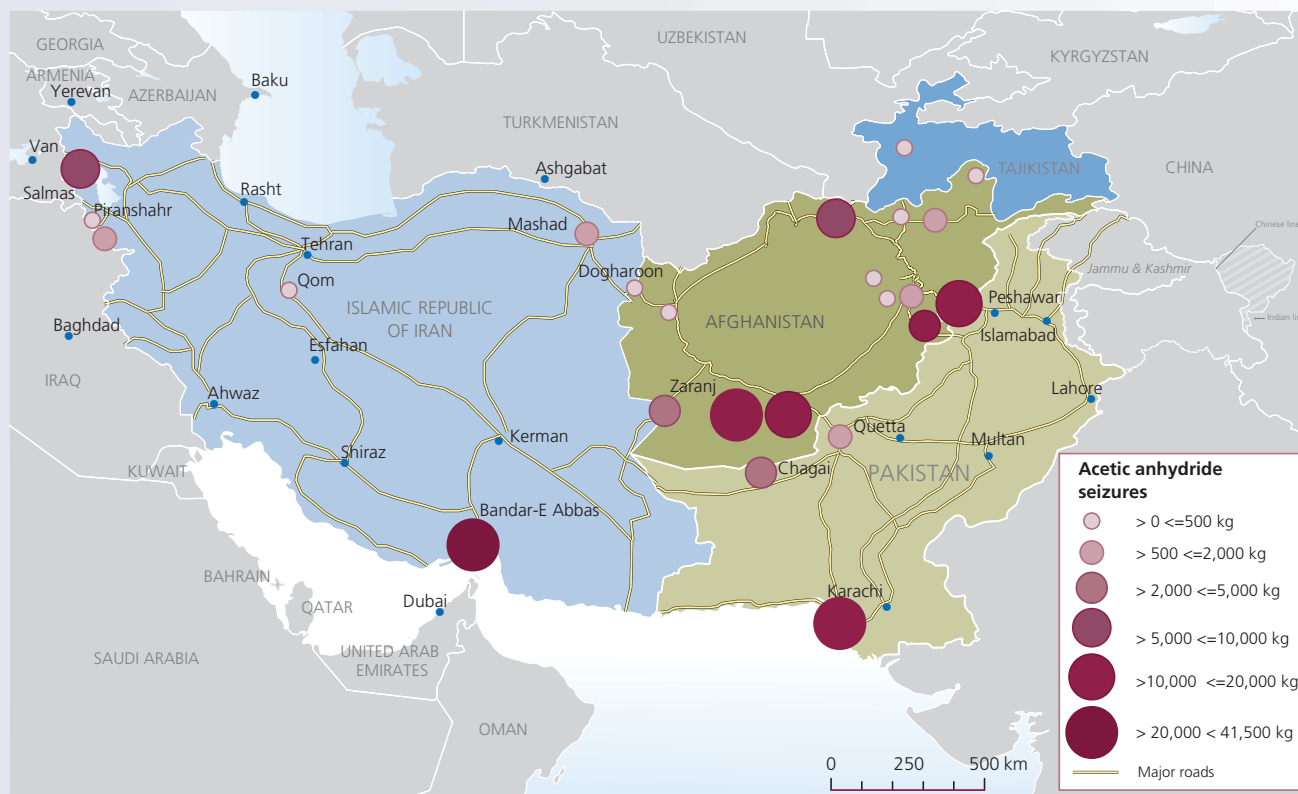 GEORGIA
UZBEKISTAN
KYRGYZSTAN
ARMENIA
Yerevan
AZERBAIJAN
Baku
TURKMENISTAN
Van
Ashgabat
TAJIKISTAN
CHINA
Salmas
Rasht
Piranshahr
Mashad
Chinese line
Tehran
Dogharoon
Jammu & Kashmir
Qom
ISLAMIC REPUBLIC
OF IRAN
AFGHANISTAN
Peshawar
Indian lin
Baghdad
Islamabad
Esfahan
IRAQ
Zaranj
Lahore
Ahwaz
Quetta
Kerman
Multan
Shiraz
KUWAIT
Chagai
PAKISTAN
Bandar-E Abbas
BAHRAIN
QATAR
Dubai
Karachi
SAUDI ARABIA
UNITED ARAB
EMIRATES
OMAN
Acetic anhydride
seizures
> 0 <=500 kg
> 500 <=2,000 kg
> 2,000 <=5,000 kg
> 5,000 <=10,000 kg
>10,000 <=20,000 kg
> 20,000 < 41,500 kg
Major roads
0 250 500 km